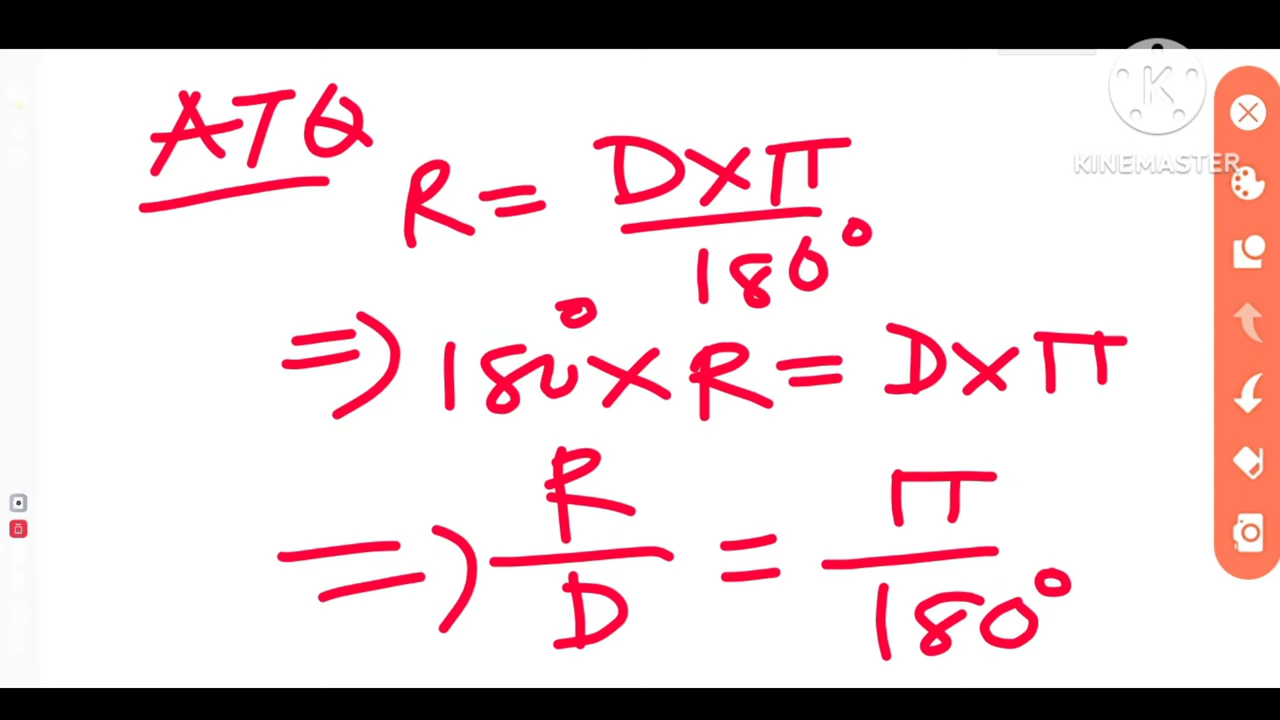 ATQ
R = D×π/180°
⇒ 180° × R = D×π
⇒ R/D = π/180°
K
KINEMASTER